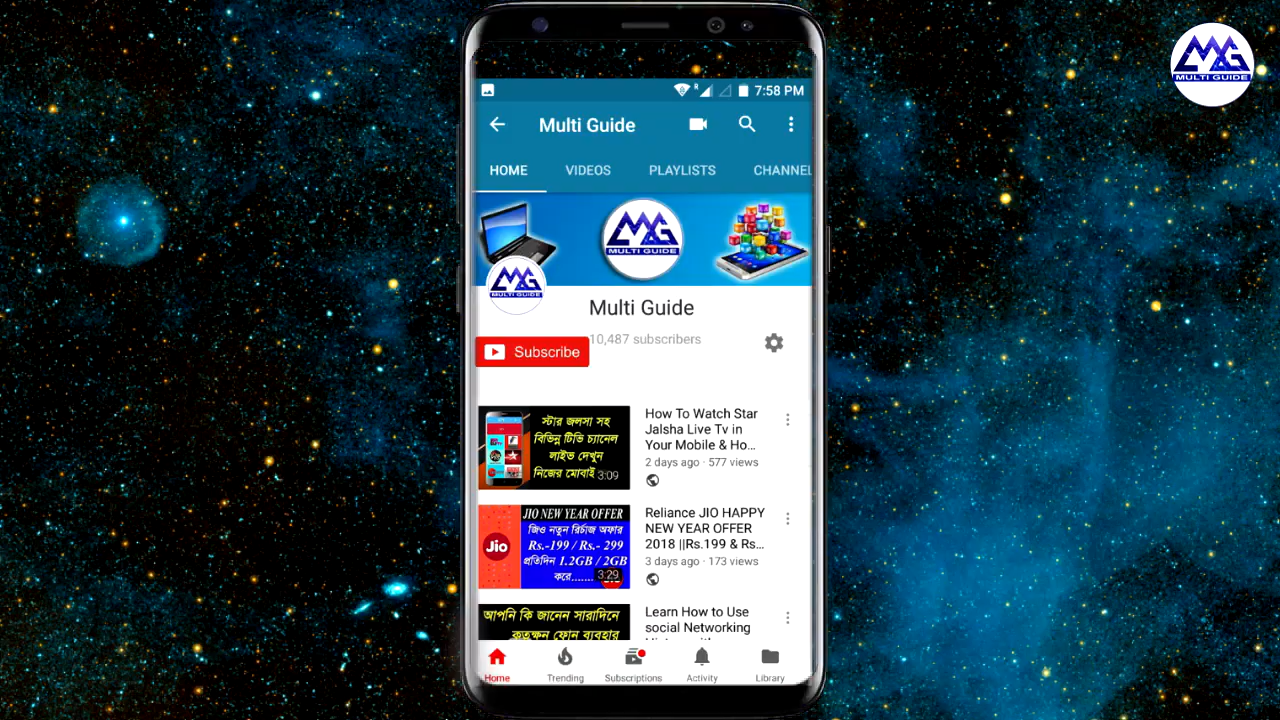 MULTI GUIDE
7:58 PM
Multi Guide
HOME VIDEOS PLAYLISTS CHANNEL
MULTI GUIDE
MULTI GUIDE
Multi Guide
10,487 subscribers
Subscribe
স্টার জলসা সহ
বিভিন্ন টিভি চ্যানেল
লাইভ দেখুন
নিজের মোবাই
3:09
How To Watch Star
Jalsha Live Tv in
Your Mobile & Ho...
2 days ago · 577 views
JIO NEW YEAR OFFER
জিও নতুন রির্চাজ অফার
Jio
Rs.-199 / Rs.- 299
প্রতিদিন 1.2GB / 2GB
করে.......
3:29
Reliance JIO HAPPY
NEW YEAR OFFER
2018 ||Rs.199 & Rs...
3 days ago · 173 views
আপনি কি জানেন সারাদিনে
কতক্ষন ফোন ব্যবহার
Learn How to Use
social Networking
Home Trending Subscriptions Activity Library